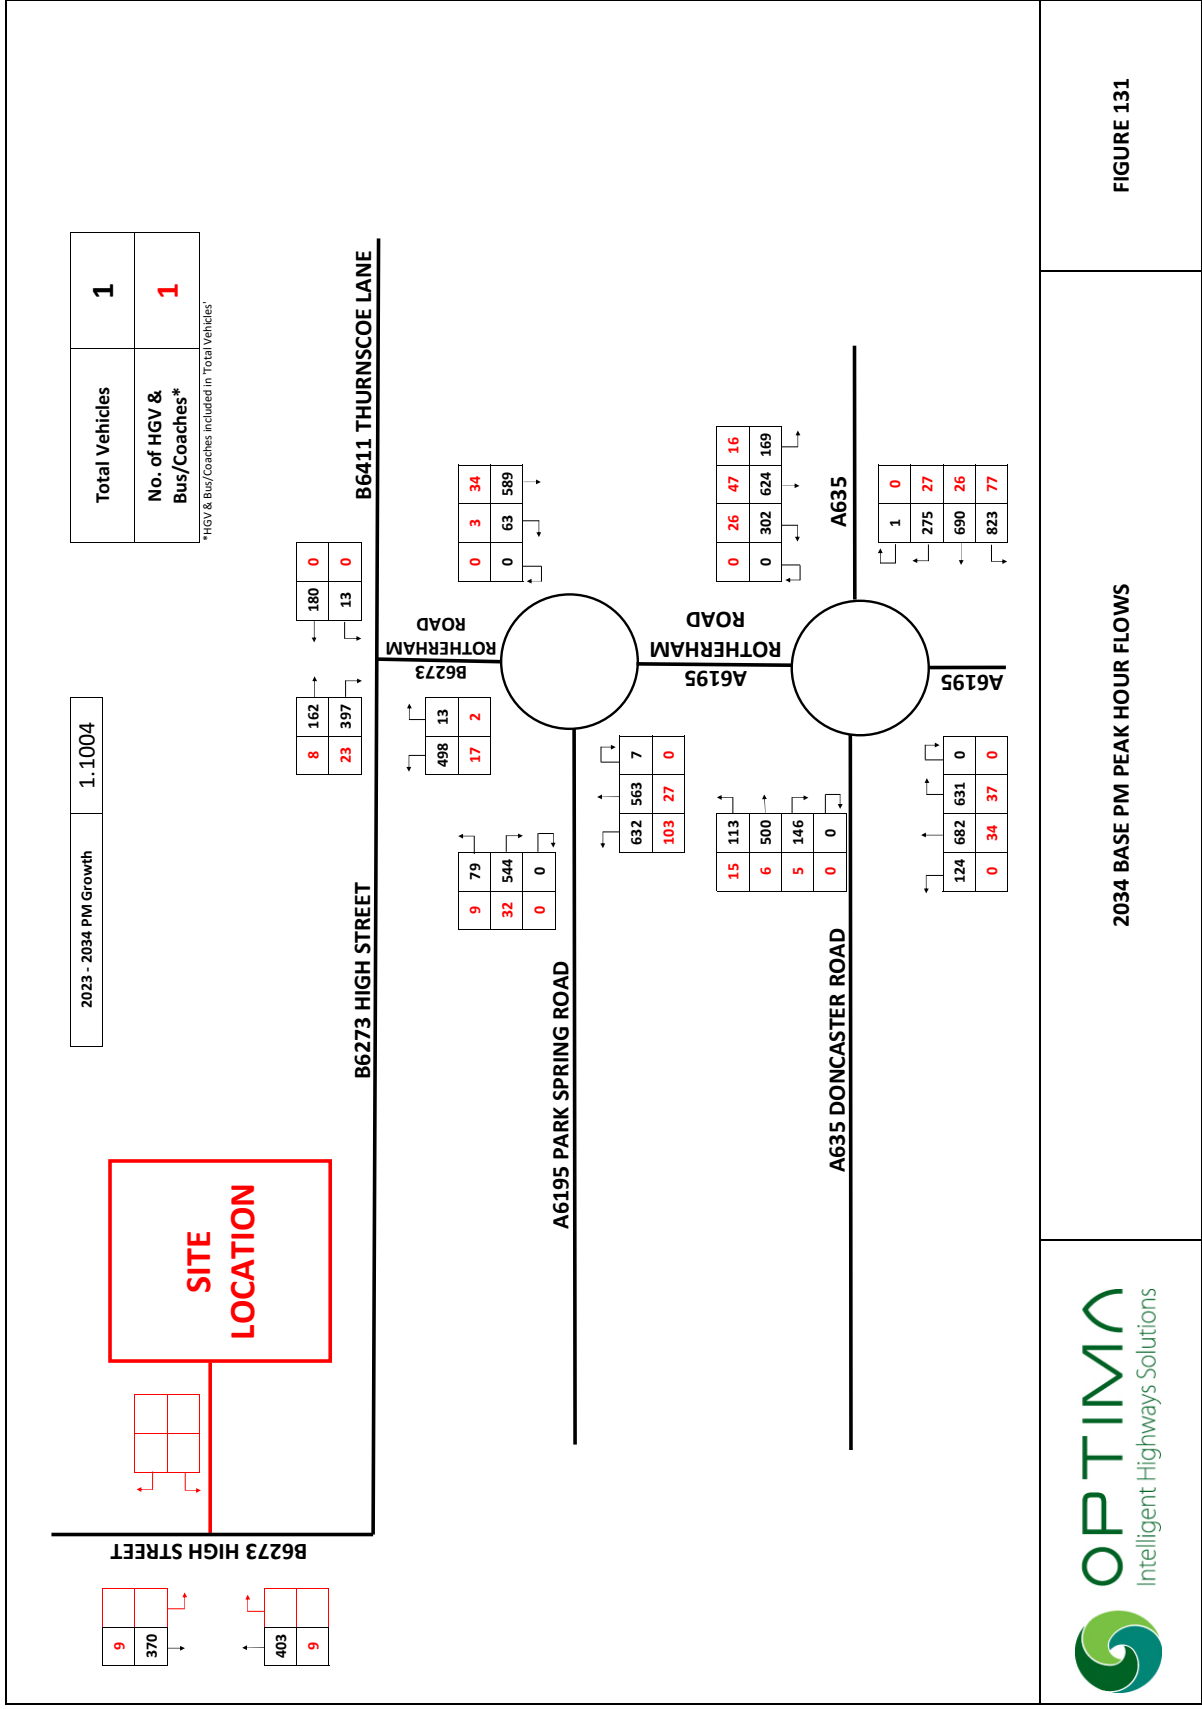 2023 - 2034 PM Growth 1.1004
Total Vehicles 1
No. of HGV &
Bus/Coaches* 1
*HGV & Bus/Coaches included in 'Total Vehicles'
SITE
LOCATION
B6273 HIGH STREET
9
370
403
9
B6273 HIGH STREET
B6411 THURNSCOE LANE
8 162
23 397
180 0
13 0
B6273
ROTHERHAM
ROAD
498 13
17 2
0 3 34
0 63 589
9 79
32 544
0 0
A6195 PARK SPRING ROAD
632 563 7
103 27 0
A6195
ROTHERHAM
ROAD
0 26 47 16
0 302 624 169
15 113
6 500
5 146
0 0
A635 DONCASTER ROAD
A635
1 0
275 27
690 26
823 77
124 682 631 0
0 34 37 0
A6195
OPTIMA
Intelligent Highways Solutions
2034 BASE PM PEAK HOUR FLOWS
FIGURE 131